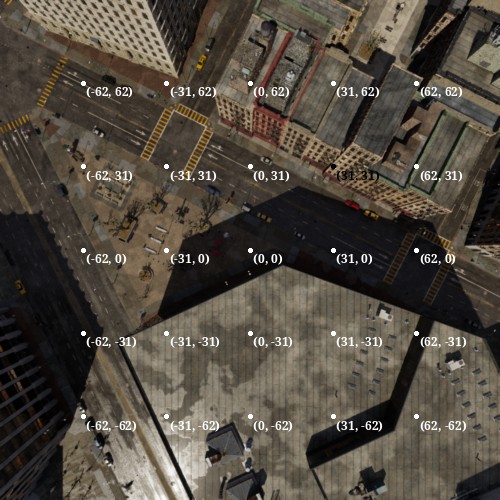 (-62, 62) (-31, 62) (0, 62) (31, 62) (62, 62)
(-62, 31) (-31, 31) (0, 31) (31, 31) (62, 31)
(-62, 0) (-31, 0) (0, 0) (31, 0) (62, 0)
(-62, -31) (-31, -31) (0, -31) (31, -31) (62, -31)
(-62, -62) (-31, -62) (0, -62) (31, -62) (62, -62)